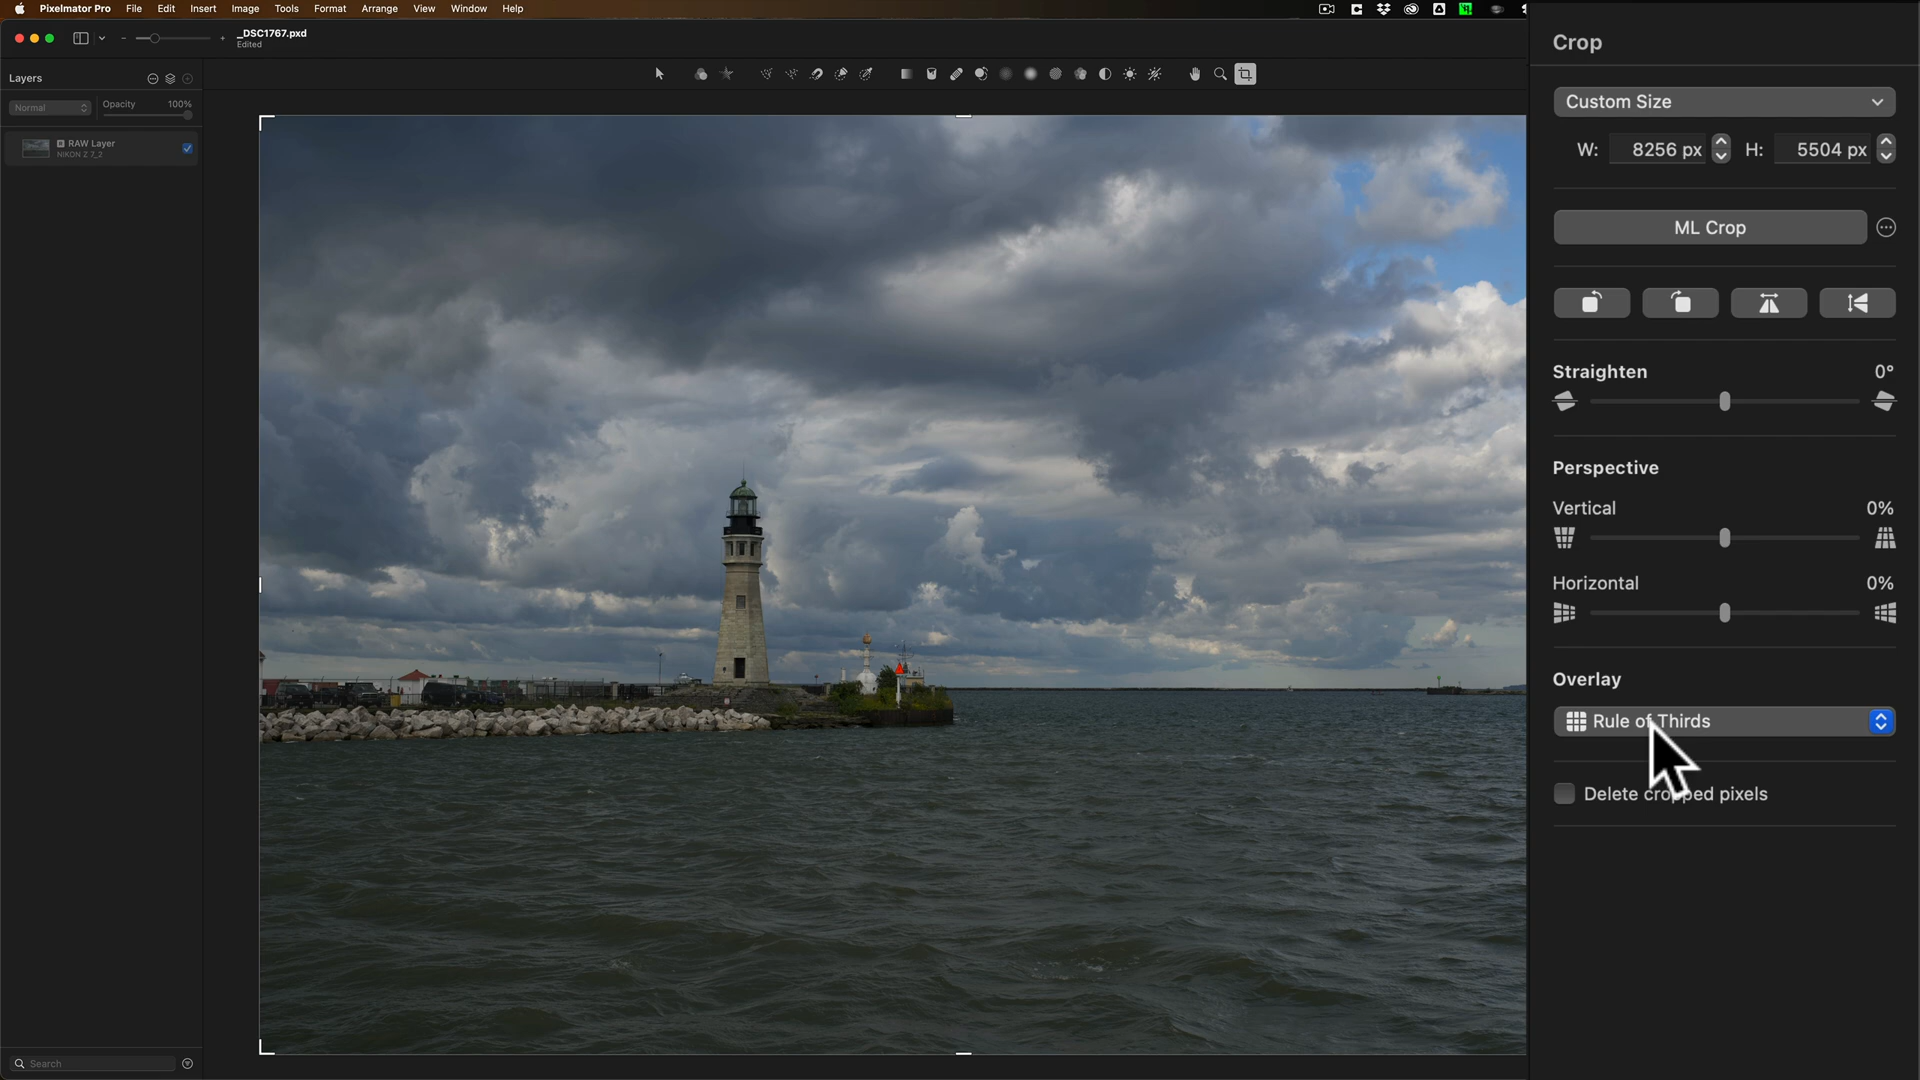 Pixelmator Pro File Edit Insert Image Tools Format Arrange View Window Help
_DSC1767.pxd
Edited
Layers
Normal
Opacity 100%
RAW Layer
NIKON Z 7_2
Search
Crop
Custom Size
W: 8256 px H: 5504 px
ML Crop
Straighten 0°
Perspective
Vertical 0%
Horizontal 0%
Overlay
Rule of Thirds
Delete cropped pixels